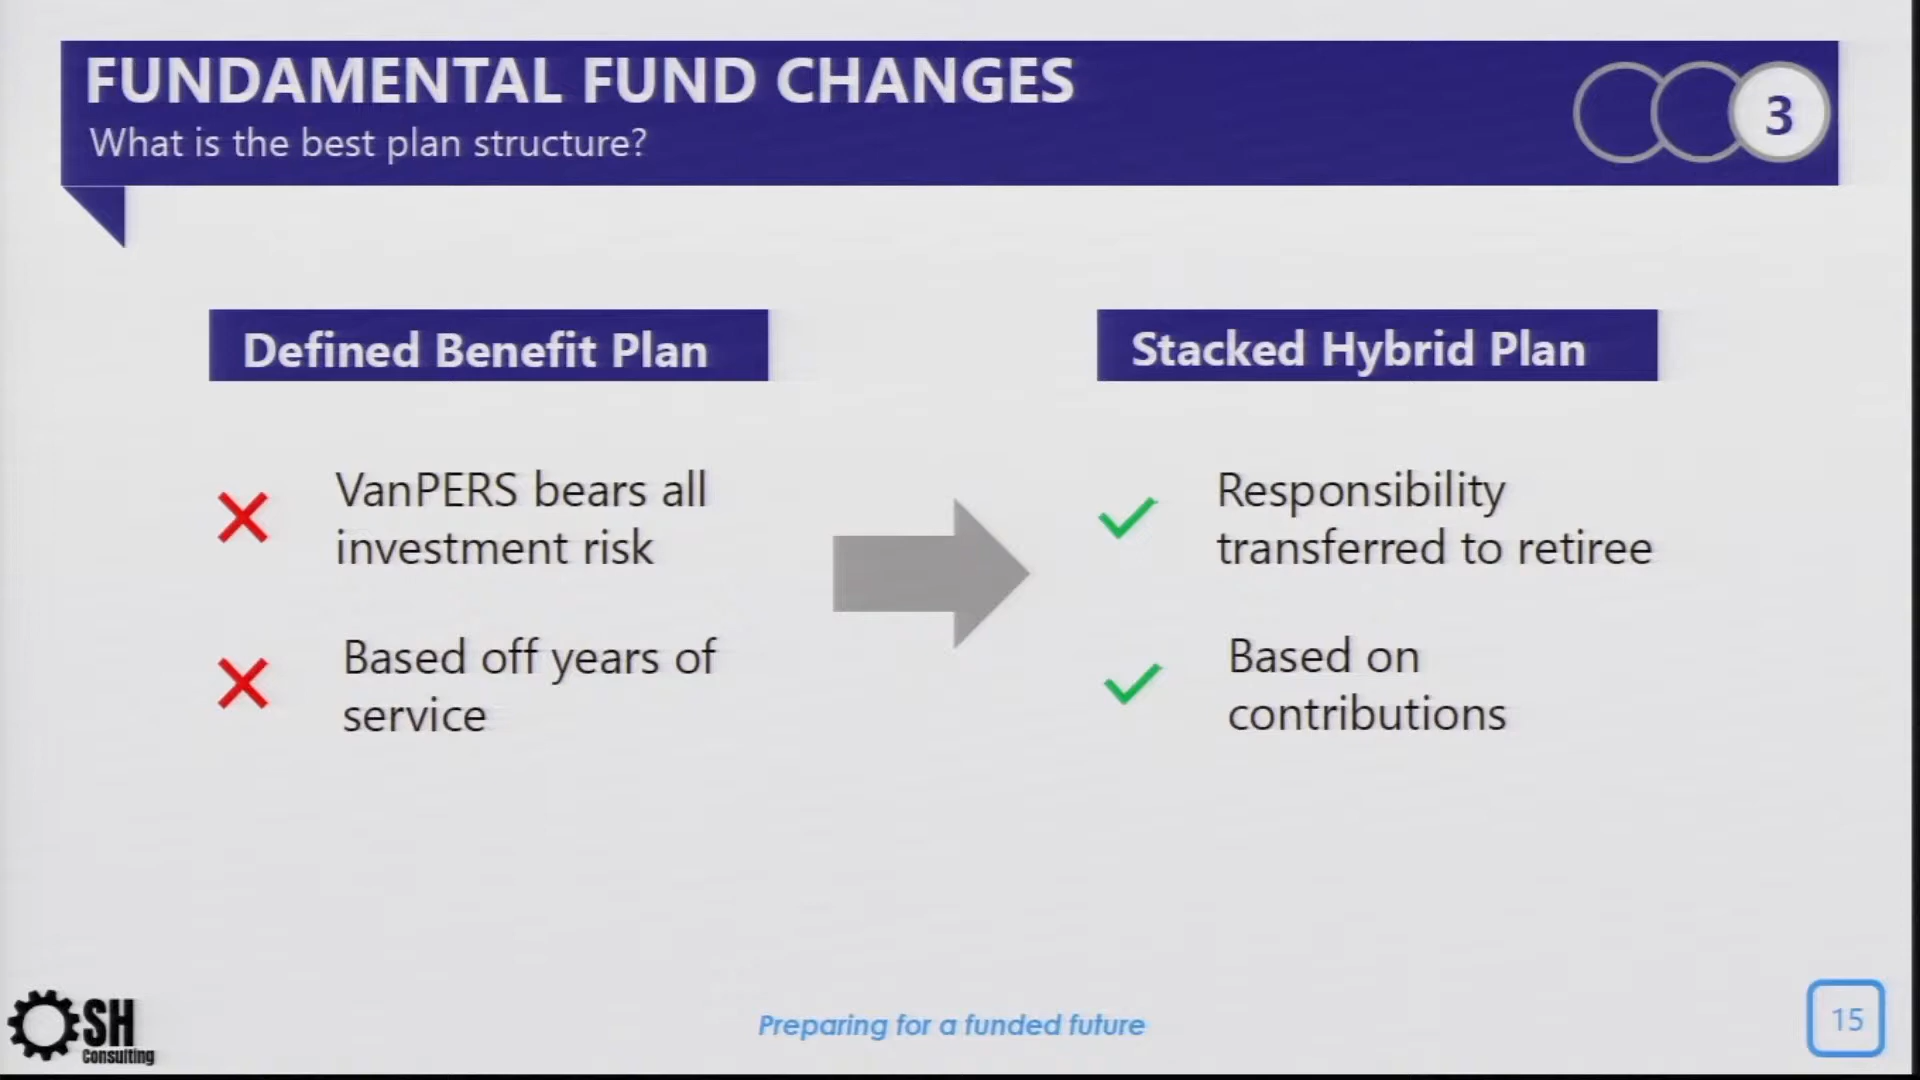 FUNDAMENTAL FUND CHANGES
What is the best plan structure?
3
Defined Benefit Plan
VanPERS bears all
investment risk
Based off years of
service
Stacked Hybrid Plan
Responsibility
transferred to retiree
Based on
contributions
SH
Consulting
Preparing for a funded future
15